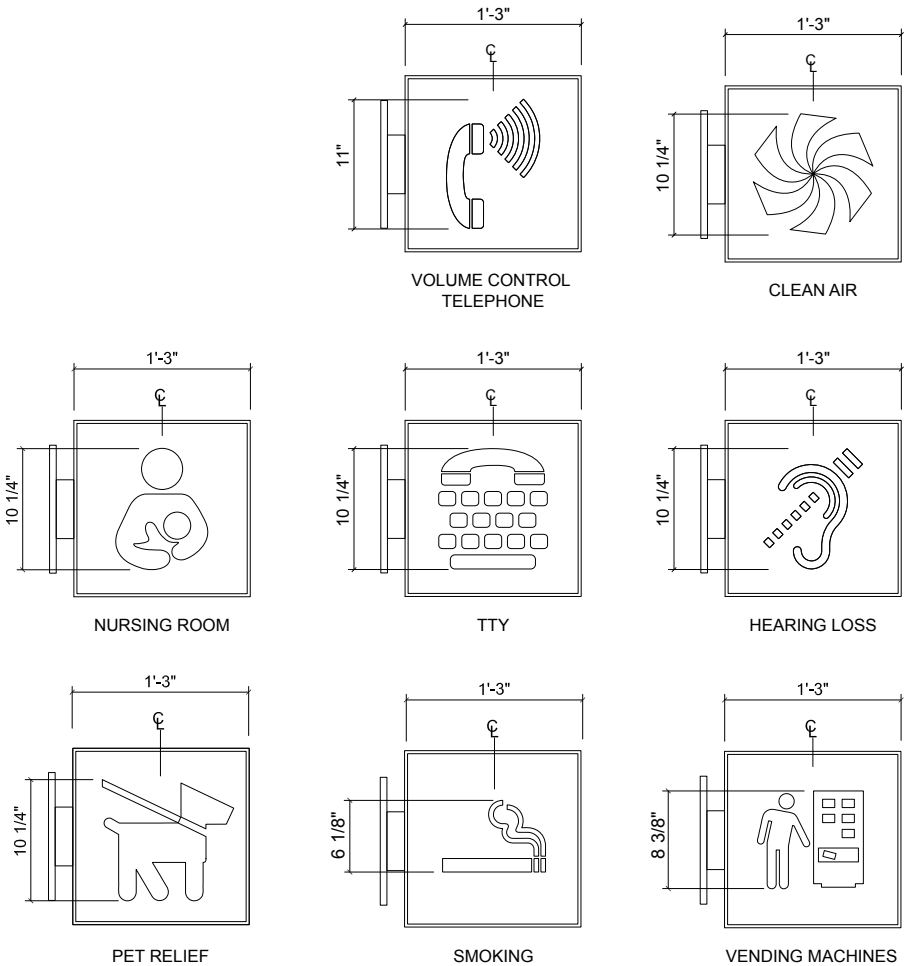 1'-3"
1'-3"
℄
℄
11"
10 1/4"
VOLUME CONTROL
TELEPHONE
CLEAN AIR
1'-3"
1'-3"
1'-3"
℄
℄
℄
10 1/4"
10 1/4"
10 1/4"
NURSING ROOM
TTY
HEARING LOSS
1'-3"
1'-3"
1'-3"
℄
℄
℄
10 1/4"
6 1/8"
8 3/8"
PET RELIEF
SMOKING
VENDING MACHINES